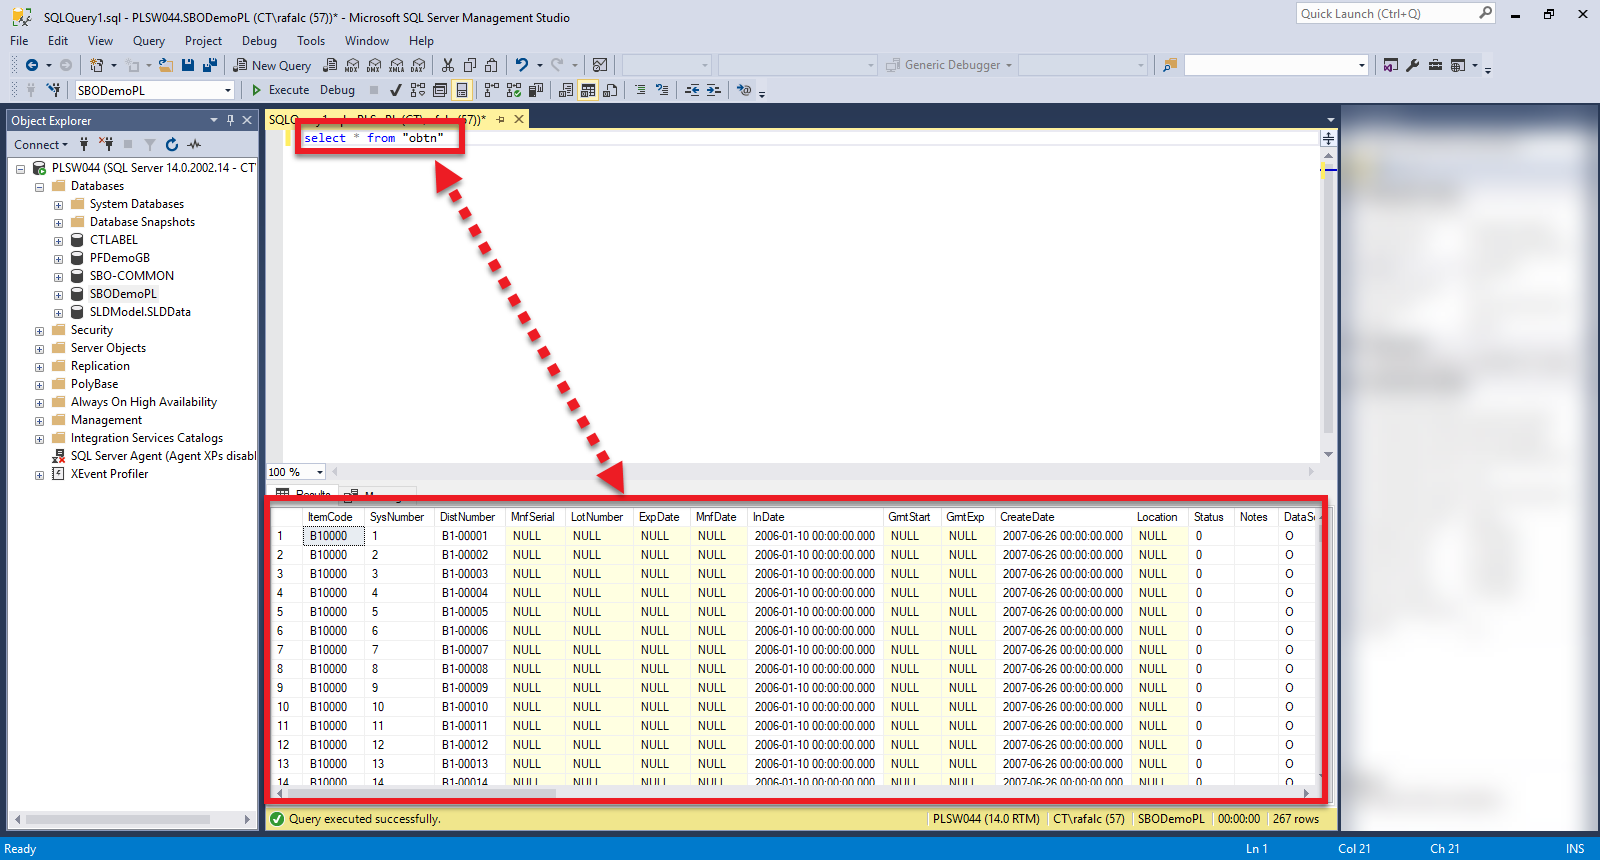 SQLQuery1.sql - PLSW044.SBODemoPL (CT\rafalc (57))* - Microsoft SQL Server Management Studio
Quick Launch (Ctrl+Q)
File Edit View Query Project Debug Tools Window Help
New Query
MDX DMX XMLA DAX
Generic Debugger
SBODemoPL
Execute Debug
Object Explorer
Connect
PLSW044 (SQL Server 14.0.2002.14 - CT
Databases
System Databases
Database Snapshots
CTLABEL
PFDemoGB
SBO-COMMON
SBODemoPL
SLDModel.SLDData
Security
Server Objects
Replication
PolyBase
Always On High Availability
Management
Integration Services Catalogs
SQL Server Agent (Agent XPs disabl
XEvent Profiler
(57))*
select * from "obtn"
100 %
Results
ItemCode SysNumber DistNumber MnfSerial LotNumber ExpDate MnfDate InDate GrntStart GrntExp CreateDate Location Status Notes DataSo
1 B10000 1 B1-00001 NULL NULL NULL NULL 2006-01-10 00:00:00.000 NULL NULL 2007-06-26 00:00:00.000 NULL 0 O
2 B10000 2 B1-00002 NULL NULL NULL NULL 2006-01-10 00:00:00.000 NULL NULL 2007-06-26 00:00:00.000 NULL 0 O
3 B10000 3 B1-00003 NULL NULL NULL NULL 2006-01-10 00:00:00.000 NULL NULL 2007-06-26 00:00:00.000 NULL 0 O
4 B10000 4 B1-00004 NULL NULL NULL NULL 2006-01-10 00:00:00.000 NULL NULL 2007-06-26 00:00:00.000 NULL 0 O
5 B10000 5 B1-00005 NULL NULL NULL NULL 2006-01-10 00:00:00.000 NULL NULL 2007-06-26 00:00:00.000 NULL 0 O
6 B10000 6 B1-00006 NULL NULL NULL NULL 2006-01-10 00:00:00.000 NULL NULL 2007-06-26 00:00:00.000 NULL 0 O
7 B10000 7 B1-00007 NULL NULL NULL NULL 2006-01-10 00:00:00.000 NULL NULL 2007-06-26 00:00:00.000 NULL 0 O
8 B10000 8 B1-00008 NULL NULL NULL NULL 2006-01-10 00:00:00.000 NULL NULL 2007-06-26 00:00:00.000 NULL 0 O
9 B10000 9 B1-00009 NULL NULL NULL NULL 2006-01-10 00:00:00.000 NULL NULL 2007-06-26 00:00:00.000 NULL 0 O
10 B10000 10 B1-00010 NULL NULL NULL NULL 2006-01-10 00:00:00.000 NULL NULL 2007-06-26 00:00:00.000 NULL 0 O
11 B10000 11 B1-00011 NULL NULL NULL NULL 2006-01-10 00:00:00.000 NULL NULL 2007-06-26 00:00:00.000 NULL 0 O
12 B10000 12 B1-00012 NULL NULL NULL NULL 2006-01-10 00:00:00.000 NULL NULL 2007-06-26 00:00:00.000 NULL 0 O
13 B10000 13 B1-00013 NULL NULL NULL NULL 2006-01-10 00:00:00.000 NULL NULL 2007-06-26 00:00:00.000 NULL 0 O
14 B10000 14 B1-00014 NULL NULL NULL NULL 2006-01-10 00:00:00.000 NULL NULL 2007-06-26 00:00:00.000 NULL 0 O
Query executed successfully. PLSW044 (14.0 RTM) CT\rafalc (57) SBODemoPL 00:00:00 267 rows
Ready Ln 1 Col 21 Ch 21 INS